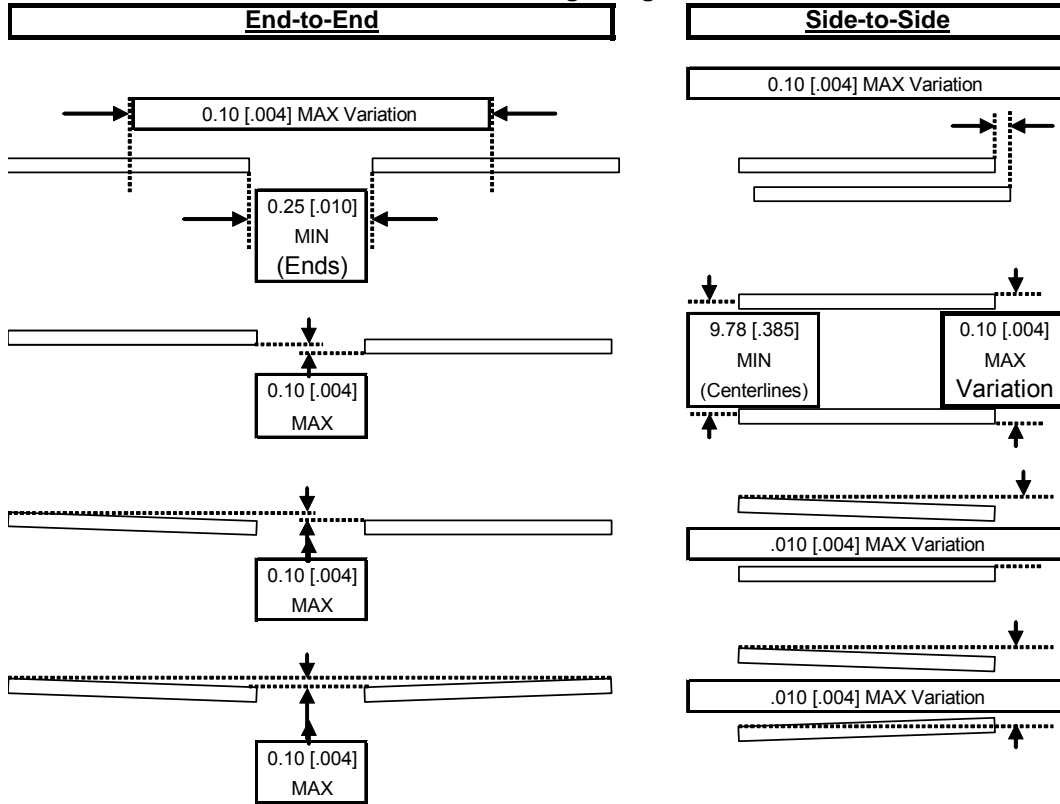 End-to-End
0.10 [.004] MAX Variation
0.25 [.010]
MIN
(Ends)
0.10 [.004]
MAX
0.10 [.004]
MAX
0.10 [.004]
MAX
Side-to-Side
0.10 [.004] MAX Variation
9.78 [.385]
MIN
(Centerlines)
0.10 [.004]
MAX
Variation
.010 [.004] MAX Variation
.010 [.004] MAX Variation